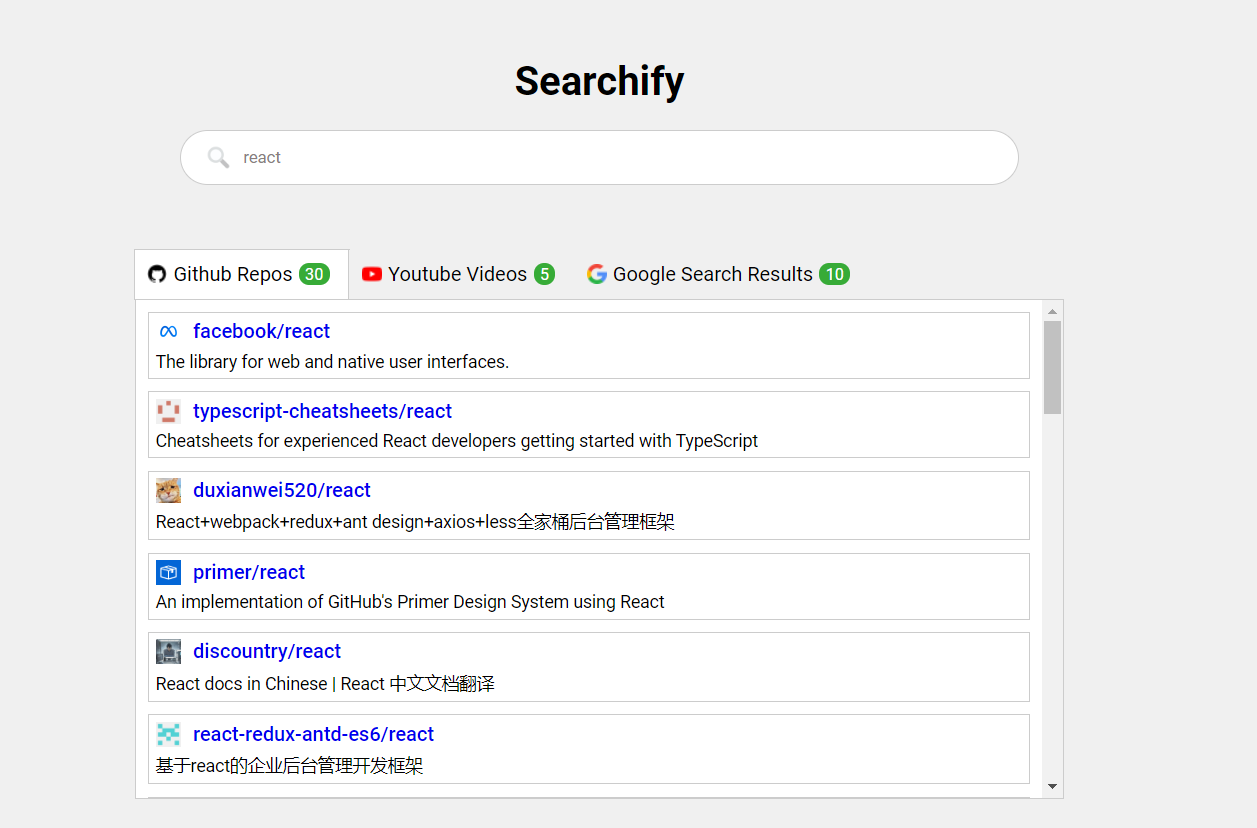 Searchify
react
Github Repos 30 Youtube Videos 5 Google Search Results 10
facebook/react
The library for web and native user interfaces.
typescript-cheatsheets/react
Cheatsheets for experienced React developers getting started with TypeScript
duxianwei520/react
React+webpack+redux+ant design+axios+less全家桶后台管理框架
primer/react
An implementation of GitHub's Primer Design System using React
discountry/react
React docs in Chinese | React 中文文档翻译
react-redux-antd-es6/react
基于react的企业后台管理开发框架